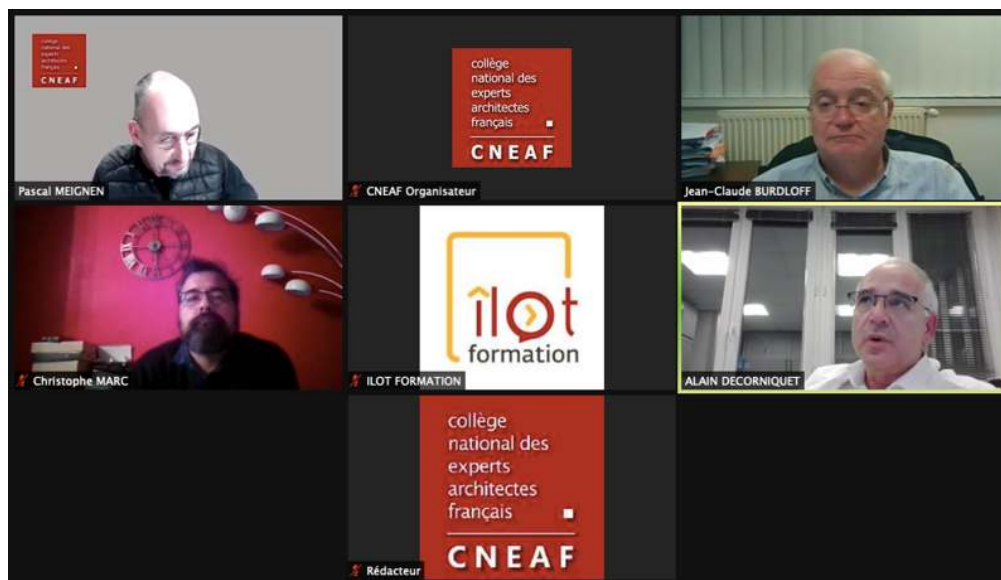 collège
national des
experts
architectes
français
CNEAF
Pascal MEIGNEN
collège
national des
experts
architectes
français
CNEAF
CNEAF Organisateur
Jean-Claude BURDLOFF
Christophe MARC
îlot
formation
ILOT FORMATION
ALAIN DECORNIQUET
collège
national des
experts
architectes
français
CNEAF
Rédacteur